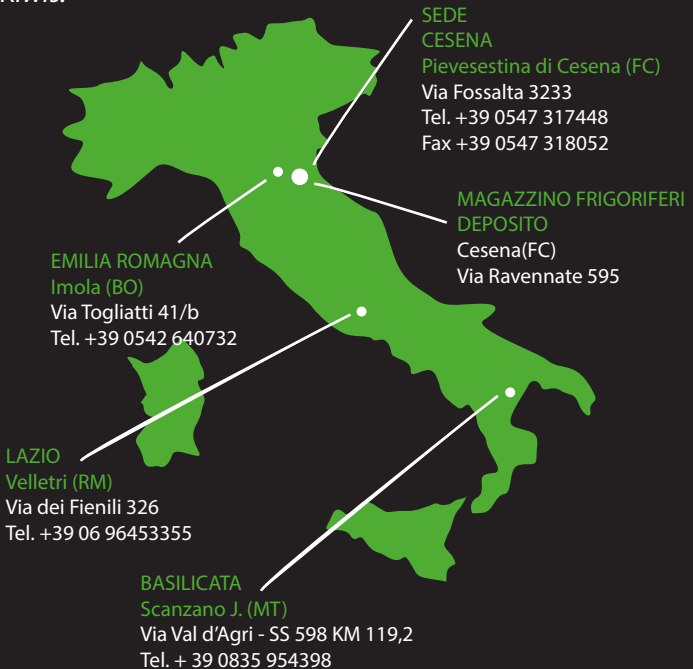 SEDE
CESENA
Pievesestina di Cesena (FC)
Via Fossalta 3233
Tel. +39 0547 317448
Fax +39 0547 318052
MAGAZZINO FRIGORIFERI
DEPOSITO
Cesena(FC)
Via Ravennate 595
EMILIA ROMAGNA
Imola (BO)
Via Togliatti 41/b
Tel. +39 0542 640732
LAZIO
Velletri (RM)
Via dei Fienili 326
Tel. +39 06 96453355
BASILICATA
Scanzano J. (MT)
Via Val d'Agri - SS 598 KM 119,2
Tel. + 39 0835 954398